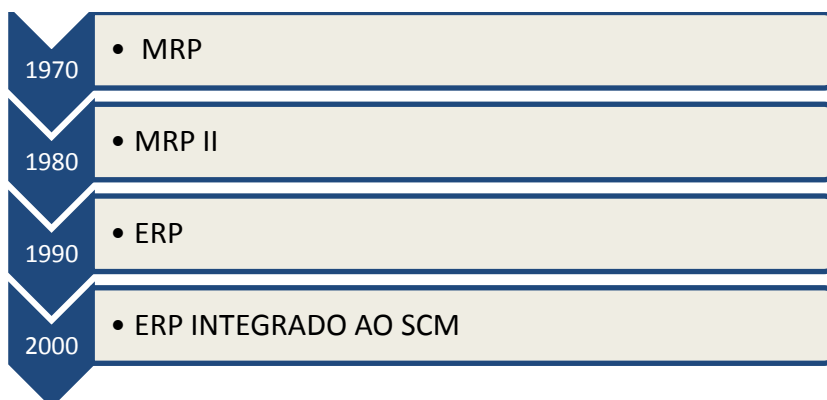 1970
• MRP
1980
• MRP II
1990
• ERP
2000
• ERP INTEGRADO AO SCM